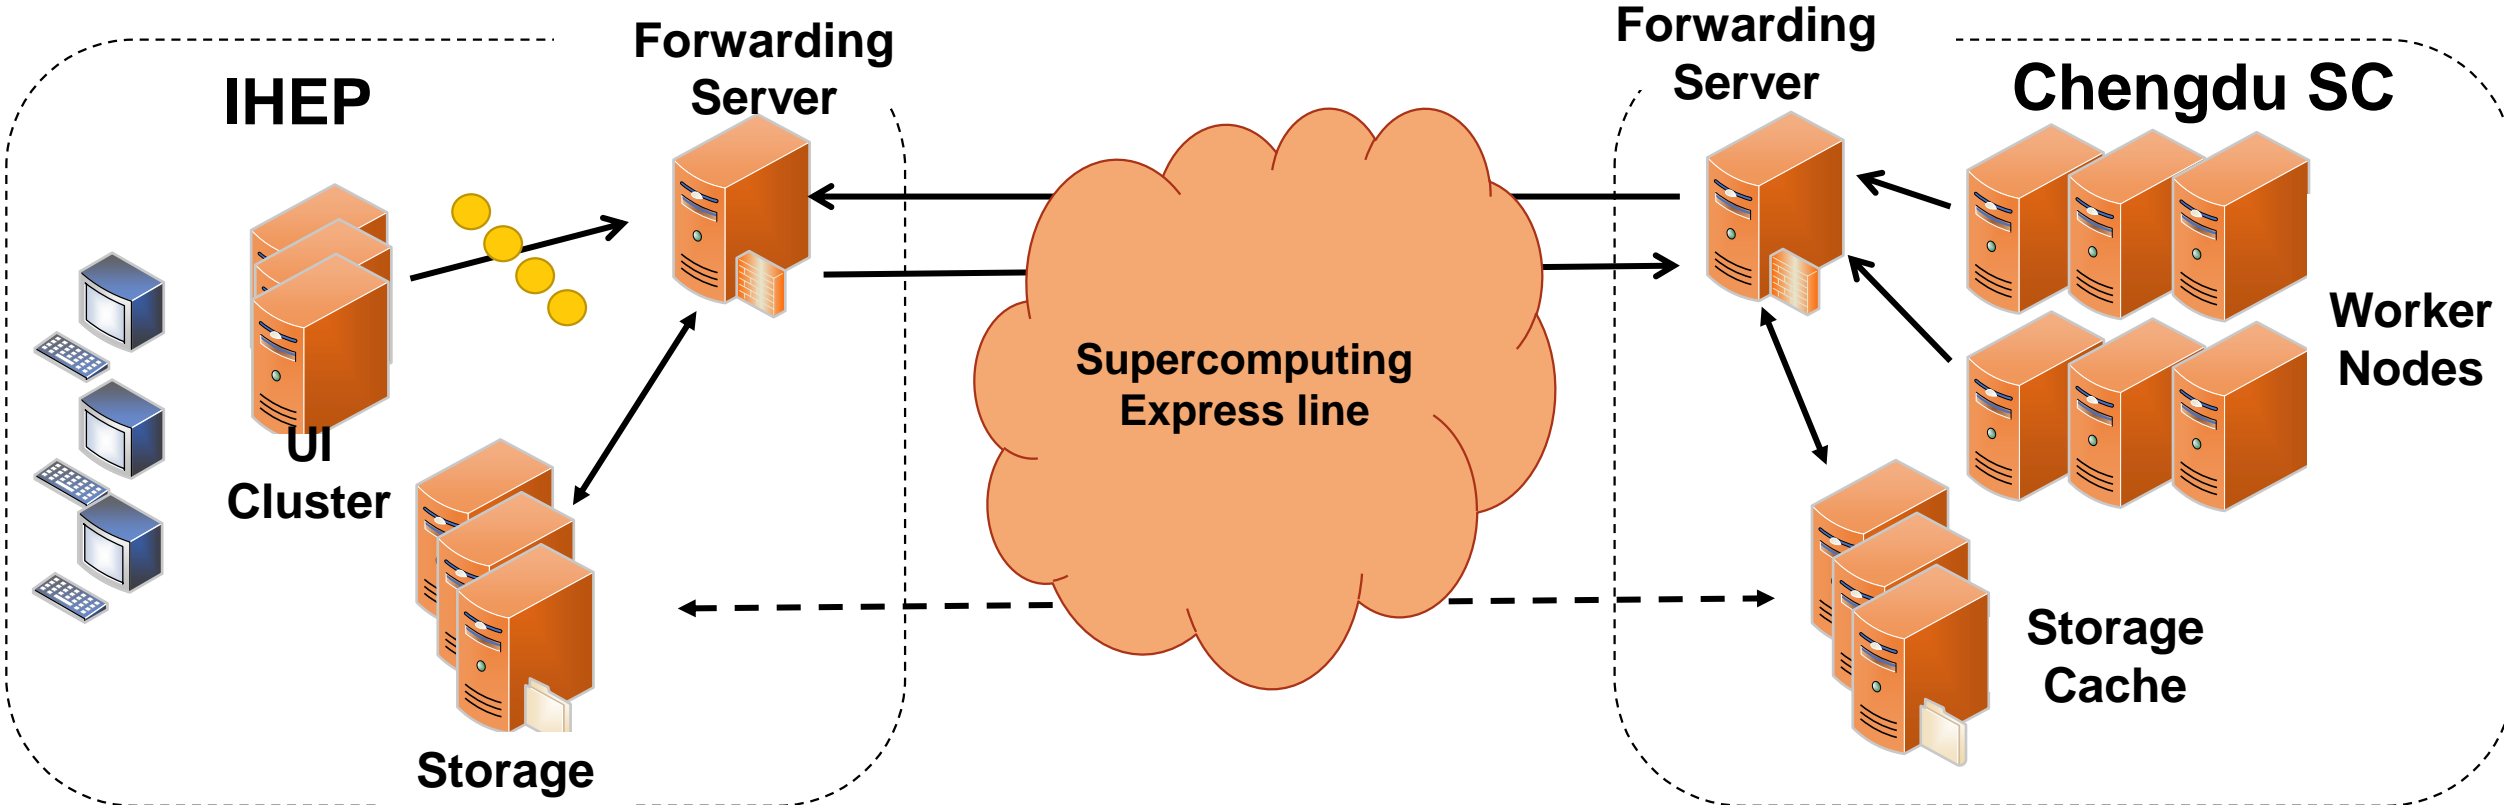 IHEP
Forwarding
Server
UI
Cluster
Storage
Supercomputing
Express line
Forwarding
Server
Chengdu SC
Worker
Nodes
Storage
Cache